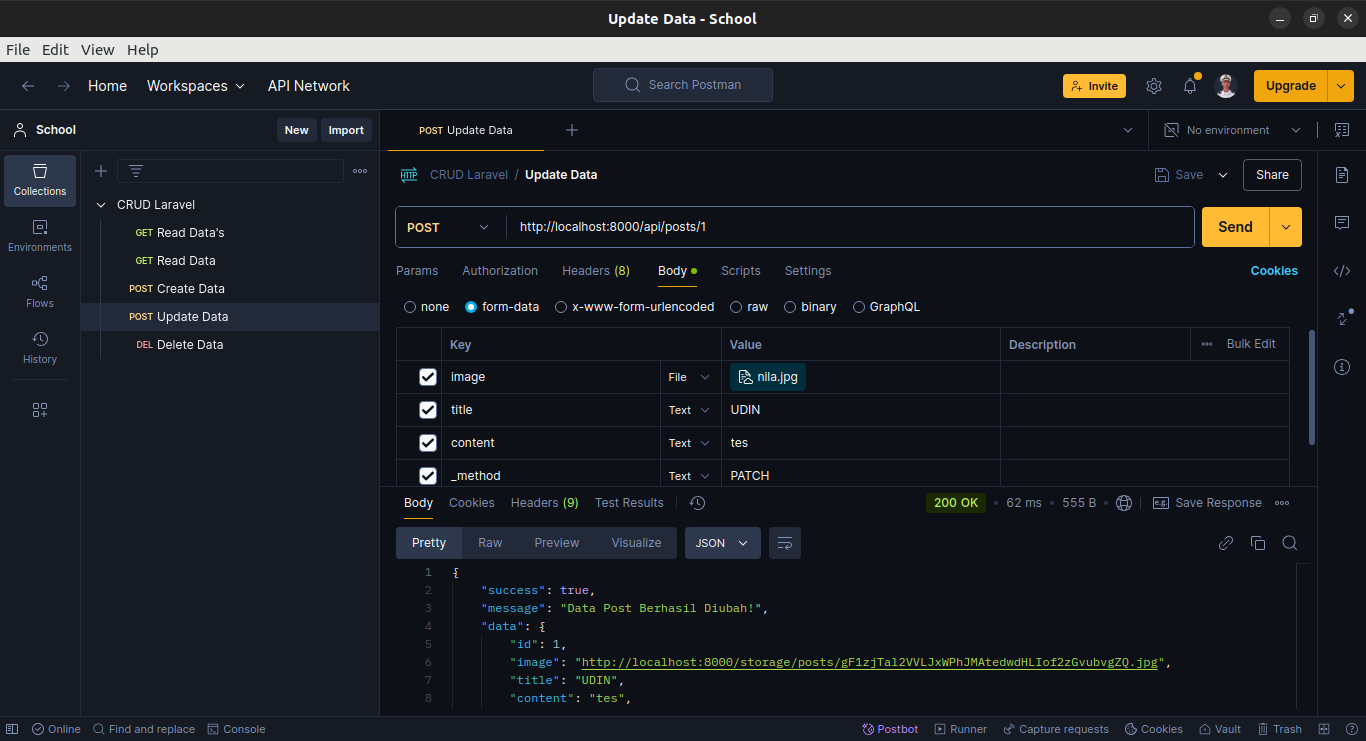 Update Data - School
File Edit View Help
Home Workspaces API Network Search Postman Invite Upgrade
School New Import POST Update Data No environment
Collections
Environments
Flows
History
CRUD Laravel
GET Read Data's
GET Read Data
POST Create Data
POST Update Data
DEL Delete Data
HTTP CRUD Laravel / Update Data Save Share
POST http://localhost:8000/api/posts/1 Send
Params Authorization Headers (8) Body Scripts Settings Cookies
none form-data x-www-form-urlencoded raw binary GraphQL
Key Value Description Bulk Edit
image File nila.jpg
title Text UDIN
content Text tes
_method Text PATCH
Body Cookies Headers (9) Test Results 200 OK 62 ms 555 B e.g. Save Response
Pretty Raw Preview Visualize JSON
1 {
2 "success": true,
3 "message": "Data Post Berhasil Diubah!",
4 "data": {
5 "id": 1,
6 "image": "http://localhost:8000/storage/posts/gF1zjTal2VVLJxWPhJMAtedwdHLIof2zGvubvgZQ.jpg",
7 "title": "UDIN",
8 "content": "tes",
Online Find and replace Console Postbot Runner Capture requests Cookies Vault Trash